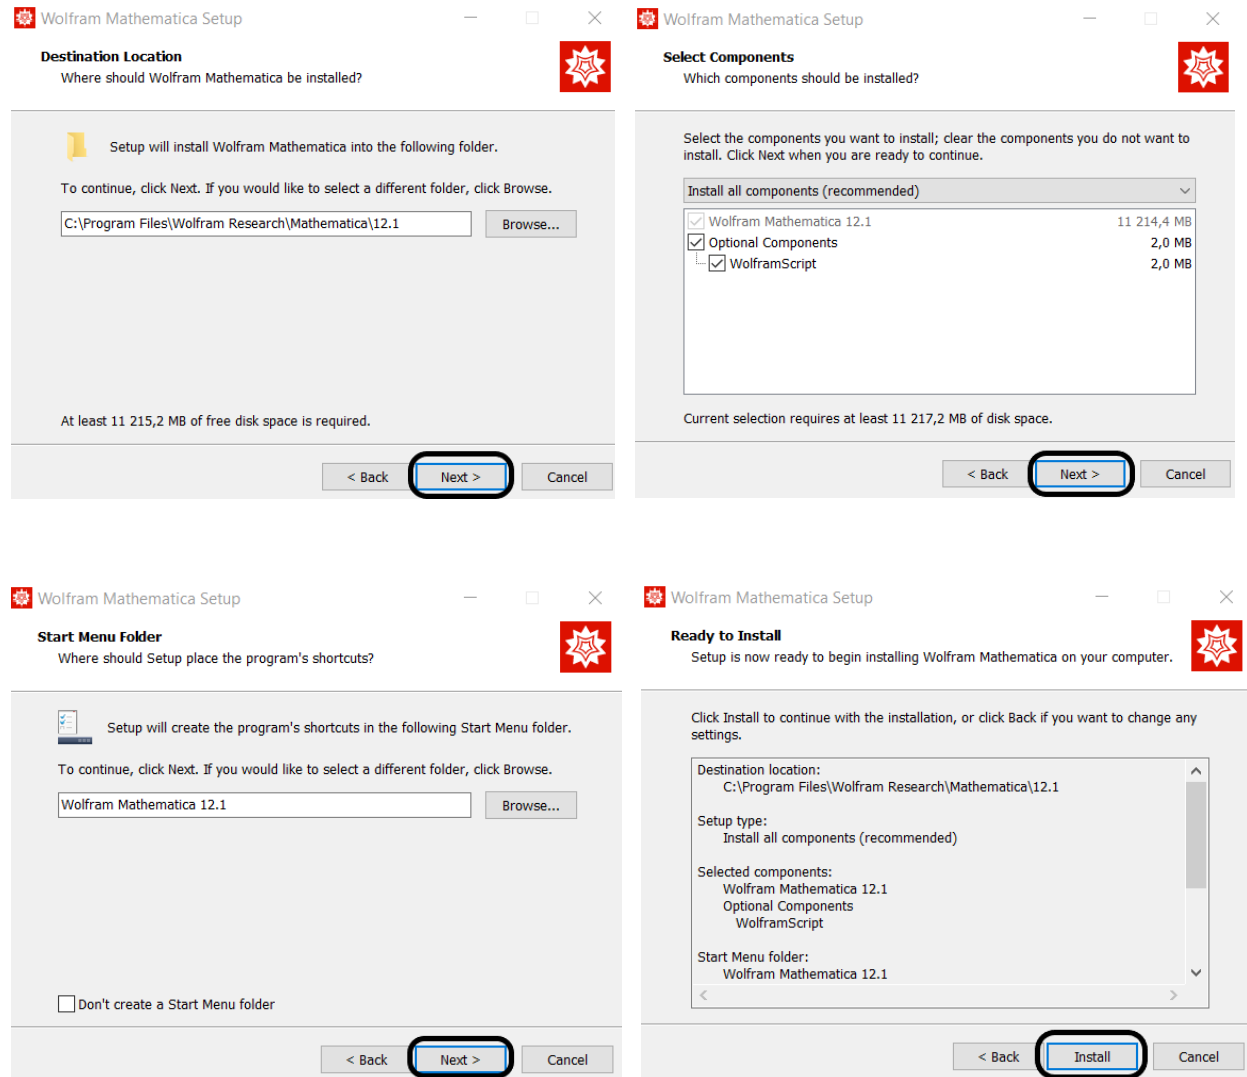 Wolfram Mathematica Setup
Destination Location
Where should Wolfram Mathematica be installed?
Setup will install Wolfram Mathematica into the following folder.
To continue, click Next. If you would like to select a different folder, click Browse.
C:\Program Files\Wolfram Research\Mathematica\12.1
Browse...
At least 11 215,2 MB of free disk space is required.
< Back Next > Cancel
Wolfram Mathematica Setup
Select Components
Which components should be installed?
Select the components you want to install; clear the components you do not want to
install. Click Next when you are ready to continue.
Install all components (recommended)
Wolfram Mathematica 12.1 11 214,4 MB
Optional Components 2,0 MB
WolframScript 2,0 MB
Current selection requires at least 11 217,2 MB of disk space.
< Back Next > Cancel
Wolfram Mathematica Setup
Start Menu Folder
Where should Setup place the program's shortcuts?
Setup will create the program's shortcuts in the following Start Menu folder.
To continue, click Next. If you would like to select a different folder, click Browse.
Wolfram Mathematica 12.1
Browse...
Don't create a Start Menu folder
< Back Next > Cancel
Wolfram Mathematica Setup
Ready to Install
Setup is now ready to begin installing Wolfram Mathematica on your computer.
Click Install to continue with the installation, or click Back if you want to change any
settings.
Destination location:
C:\Program Files\Wolfram Research\Mathematica\12.1
Setup type:
Install all components (recommended)
Selected components:
Wolfram Mathematica 12.1
Optional Components
WolframScript
Start Menu folder:
Wolfram Mathematica 12.1
< Back Install Cancel